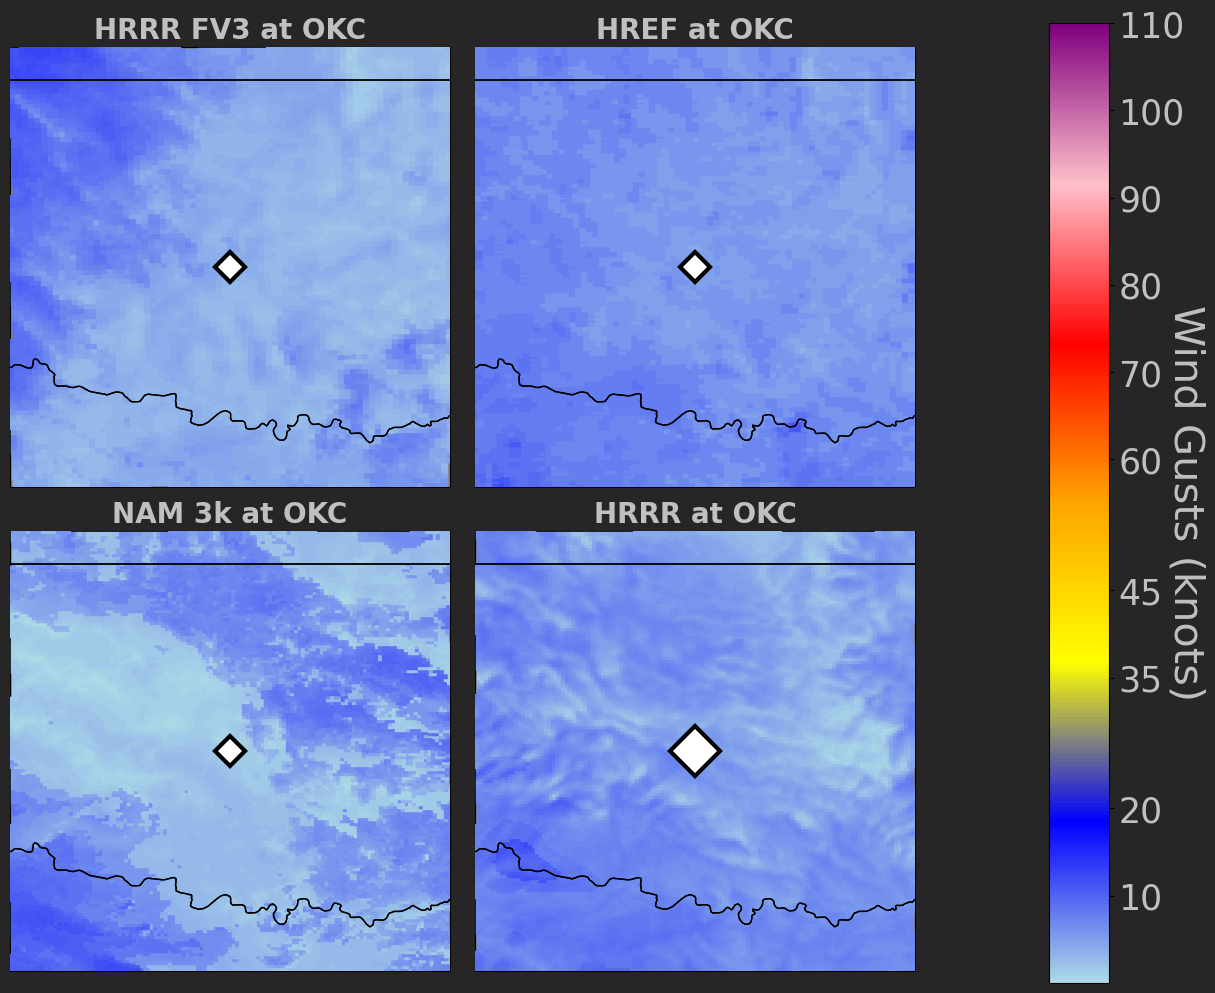 HRRR FV3 at OKC
HREF at OKC
NAM 3k at OKC
HRRR at OKC
110
100
90
80
70
60
45
35
20
10
Wind Gusts (knots)